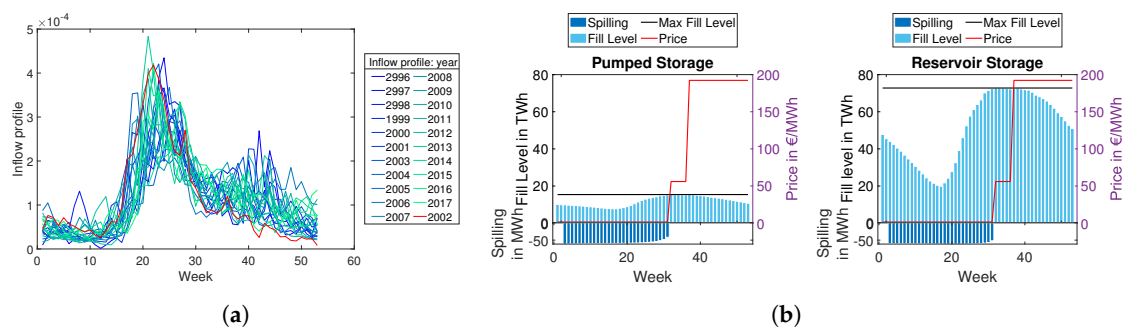 ×10⁻⁴
5
4
3
2
1
0
0 10 20 30 40 50 60
Week
Inflow profile
Inflow profile: year
2996 2008
2997 2009
2998 2010
1999 2011
2000 2012
2001 2013
2003 2014
2004 2015
2005 2016
2006 2017
2007 2002
(a)
Spilling Max Fill Level
Fill Level Price
Pumped Storage
80
60
40
20
0
0
-50
Fill Level in TWh
Spilling
in MWh
200
150
100
50
0
Price in €/MWh
20 40
Week
Spilling Max Fill Level
Fill Level Price
Reservoir Storage
80
60
40
20
0
0
-50
Fill level in TWh
Spilling
in MWh
200
150
100
50
0
Price in €/MWh
20 40
Week
(b)